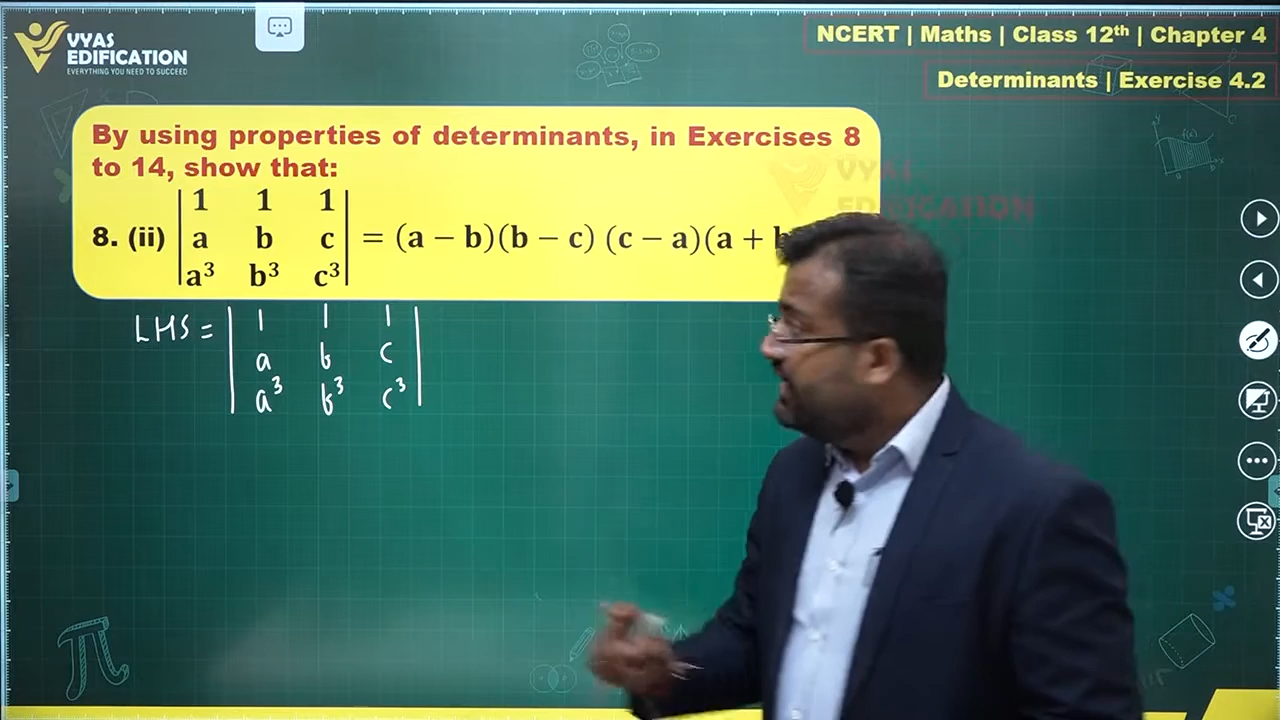 VYAS
EDIFICATION
EVERYTHING YOU NEED TO SUCCEED
NCERT | Maths | Class 12th | Chapter 4
Determinants | Exercise 4.2
By using properties of determinants, in Exercises 8
to 14, show that:
1 1 1
8. (ii) | a b c | = (a − b)(b − c) (c − a)(a + b
a³ b³ c³
VYAS
EDIFICATION
LHS = | 1 1 1
a b c
a³ b³ c³ |